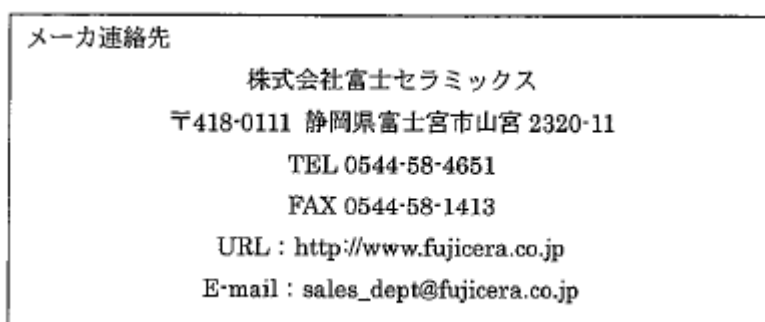 メーカ連絡先
株式会社富士セラミックス
〒418-0111 静岡県富士宮市山宮 2320-11
TEL 0544-58-4651
FAX 0544-58-1413
URL：http://www.fujicera.co.jp
E-mail：sales_dept@fujicera.co.jp